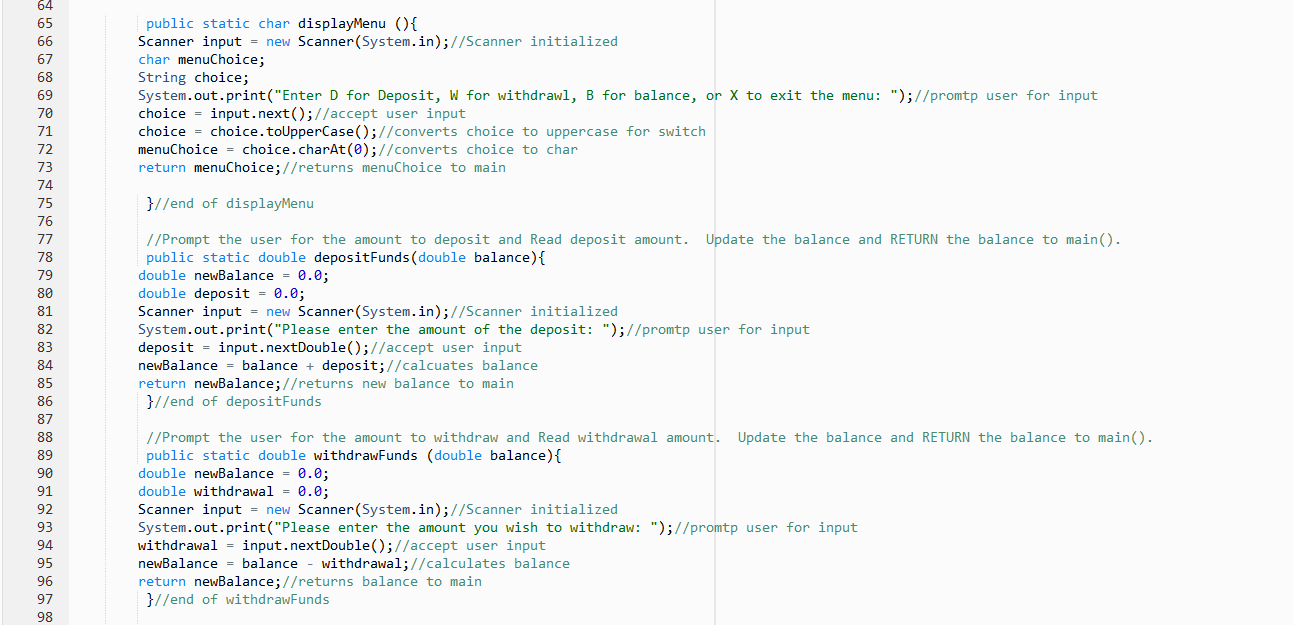 64
65 public static char displayMenu (){
66 Scanner input = new Scanner(System.in);//Scanner initialized
67 char menuChoice;
68 String choice;
69 System.out.print("Enter D for Deposit, W for withdrawl, B for balance, or X to exit the menu: ");//promtp user for input
70 choice = input.next();//accept user input
71 choice = choice.toUpperCase();//converts choice to uppercase for switch
72 menuChoice = choice.charAt(0);//converts choice to char
73 return menuChoice;//returns menuChoice to main
74
75 }//end of displayMenu
76
77 //Prompt the user for the amount to deposit and Read deposit amount.  Update the balance and RETURN the balance to main().
78 public static double depositFunds(double balance){
79 double newBalance = 0.0;
80 double deposit = 0.0;
81 Scanner input = new Scanner(System.in);//Scanner initialized
82 System.out.print("Please enter the amount of the deposit: ");//promtp user for input
83 deposit = input.nextDouble();//accept user input
84 newBalance = balance + deposit;//calcuates balance
85 return newBalance;//returns new balance to main
86 }//end of depositFunds
87
88 //Prompt the user for the amount to withdraw and Read withdrawal amount.  Update the balance and RETURN the balance to main().
89 public static double withdrawFunds (double balance){
90 double newBalance = 0.0;
91 double withdrawal = 0.0;
92 Scanner input = new Scanner(System.in);//Scanner initialized
93 System.out.print("Please enter the amount you wish to withdraw: ");//promtp user for input
94 withdrawal = input.nextDouble();//accept user input
95 newBalance = balance - withdrawal;//calculates balance
96 return newBalance;//returns balance to main
97 }//end of withdrawFunds
98